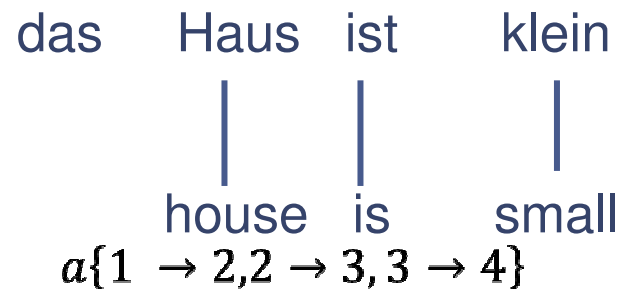 das Haus ist klein
house is small
a{1 → 2,2 → 3, 3 → 4}